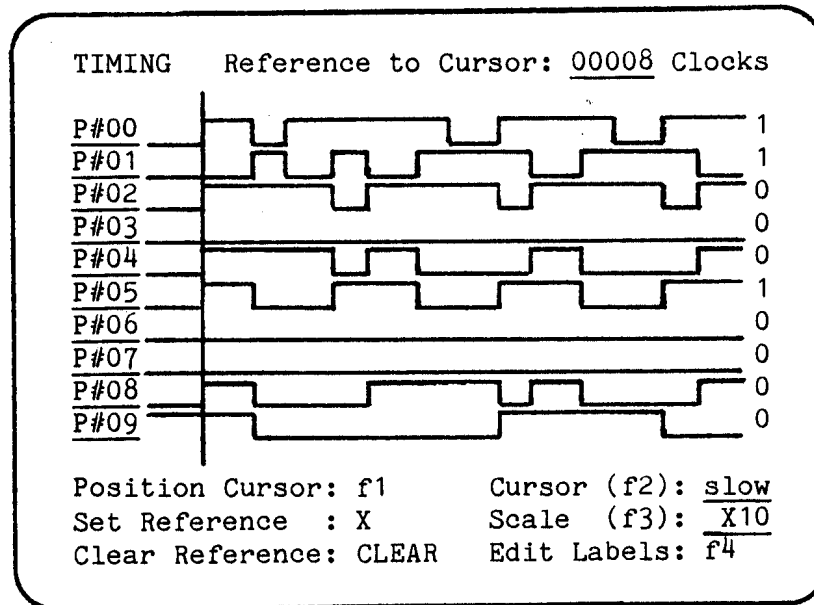 TIMING Reference to Cursor: 00008 Clocks
P#00 1
P#01 1
P#02 0
P#03 0
P#04 0
P#05 1
P#06 0
P#07 0
P#08 0
P#09 0
Position Cursor: f1 Cursor (f2): slow
Set Reference : X Scale (f3): X10
Clear Reference: CLEAR Edit Labels: f4